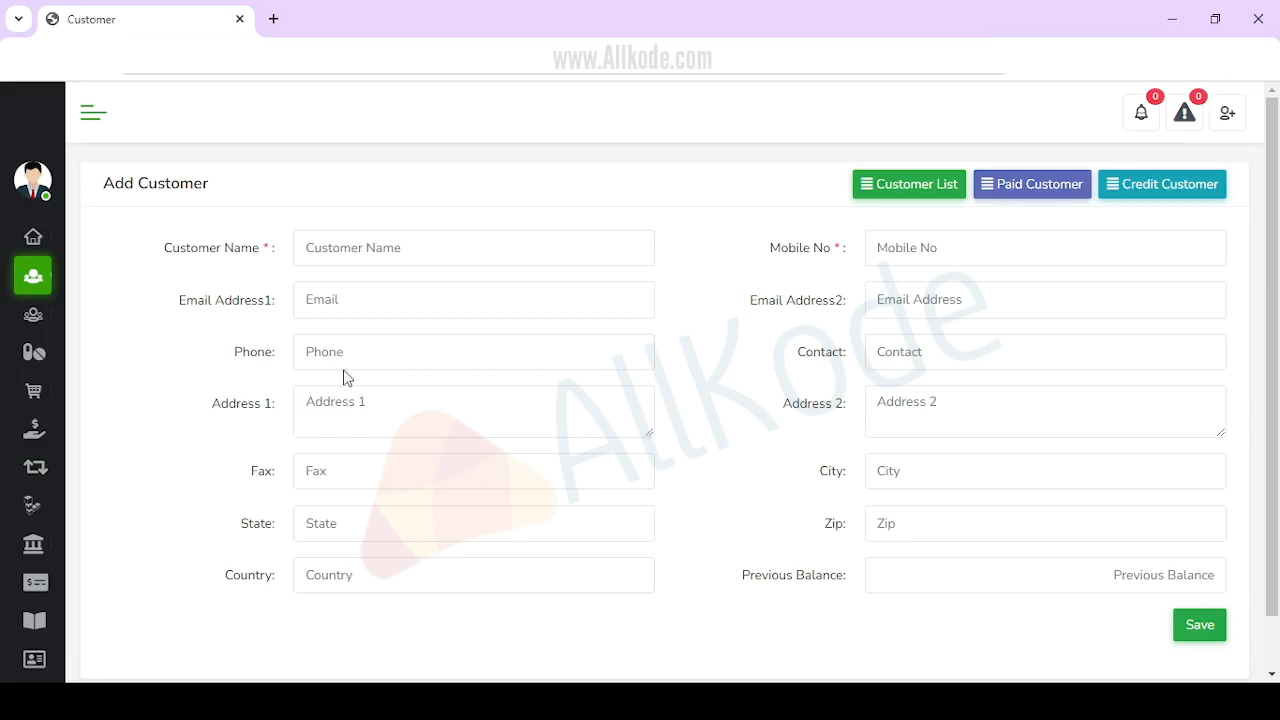 Customer
www.Allkode.com
0 0
Add Customer
Customer List Paid Customer Credit Customer
Customer Name * : Customer Name Mobile No * : Mobile No
Email Address1: Email Email Address2: Email Address
Phone: Phone Contact: Contact
Address 1: Address 1 Address 2: Address 2
Fax: Fax City: City
State: State Zip: Zip
Country: Country Previous Balance: Previous Balance
Save
AllKode